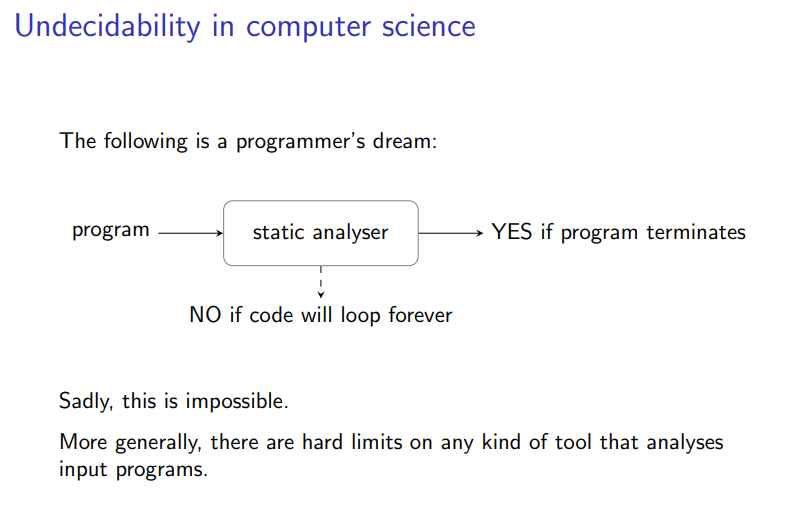 Undecidability in computer science
The following is a programmer's dream:
program
static analyser
YES if program terminates
NO if code will loop forever
Sadly, this is impossible.
More generally, there are hard limits on any kind of tool that analyses
input programs.